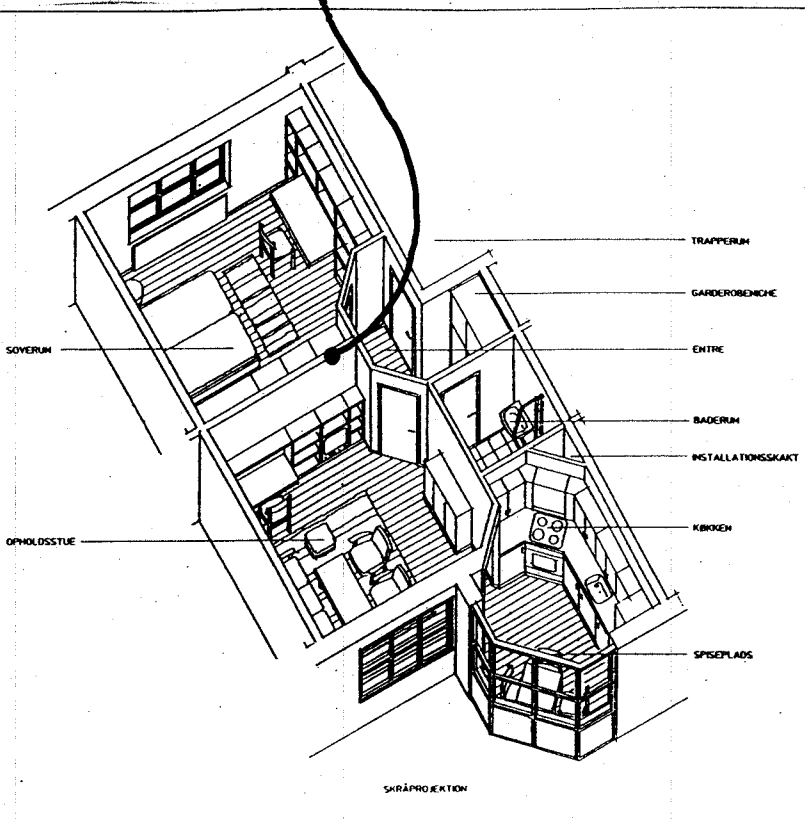 TRAPPERUM
GARDEROBENICHE
SOVERUM
ENTRE
BADERUM
INSTALLATIONSSKAKT
KØKKEN
OPHOLDSSTUE
SPISEPLADS
SKRÅPROJEKTION